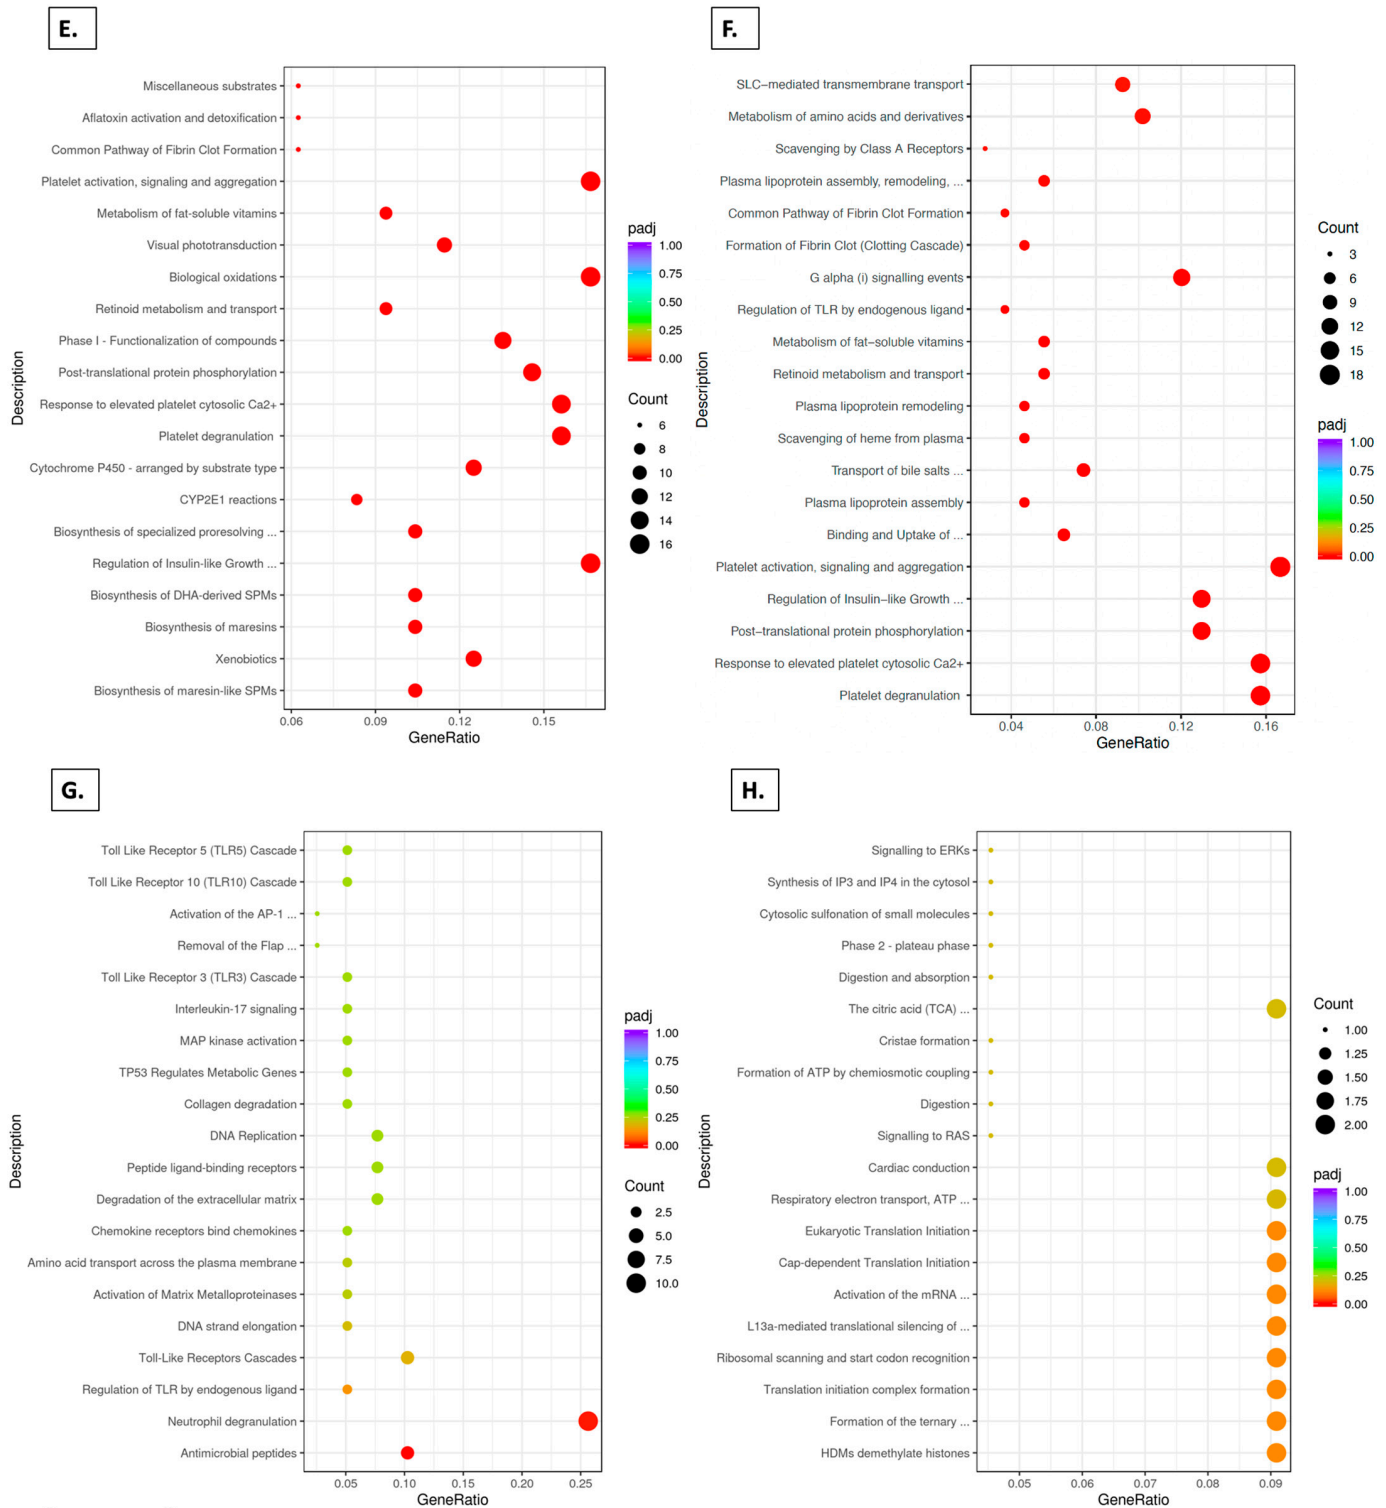 E.
Miscellaneous substrates
Aflatoxin activation and detoxification
Common Pathway of Fibrin Clot Formation
Platelet activation, signaling and aggregation
Metabolism of fat-soluble vitamins
Visual phototransduction
Biological oxidations
Retinoid metabolism and transport
Phase I - Functionalization of compounds
Post-translational protein phosphorylation
Response to elevated platelet cytosolic Ca2+
Platelet degranulation
Cytochrome P450 - arranged by substrate type
CYP2E1 reactions
Biosynthesis of specialized proresolving ...
Regulation of Insulin-like Growth ...
Biosynthesis of DHA-derived SPMs
Biosynthesis of maresins
Xenobiotics
Biosynthesis of maresin-like SPMs
Description
0.06 0.09 0.12 0.15
GeneRatio
padj
1.00
0.75
0.50
0.25
0.00
Count
6
8
10
12
14
16
F.
SLC−mediated transmembrane transport
Metabolism of amino acids and derivatives
Scavenging by Class A Receptors
Plasma lipoprotein assembly, remodeling, ...
Common Pathway of Fibrin Clot Formation
Formation of Fibrin Clot (Clotting Cascade)
G alpha (i) signalling events
Regulation of TLR by endogenous ligand
Metabolism of fat−soluble vitamins
Retinoid metabolism and transport
Plasma lipoprotein remodeling
Scavenging of heme from plasma
Transport of bile salts ...
Plasma lipoprotein assembly
Binding and Uptake of ...
Platelet activation, signaling and aggregation
Regulation of Insulin−like Growth ...
Post−translational protein phosphorylation
Response to elevated platelet cytosolic Ca2+
Platelet degranulation
Description
0.04 0.08 0.12 0.16
GeneRatio
Count
3
6
9
12
15
18
padj
1.00
0.75
0.50
0.25
0.00
G.
Toll Like Receptor 5 (TLR5) Cascade
Toll Like Receptor 10 (TLR10) Cascade
Activation of the AP-1 ...
Removal of the Flap ...
Toll Like Receptor 3 (TLR3) Cascade
Interleukin-17 signaling
MAP kinase activation
TP53 Regulates Metabolic Genes
Collagen degradation
DNA Replication
Peptide ligand-binding receptors
Degradation of the extracellular matrix
Chemokine receptors bind chemokines
Amino acid transport across the plasma membrane
Activation of Matrix Metalloproteinases
DNA strand elongation
Toll-Like Receptors Cascades
Regulation of TLR by endogenous ligand
Neutrophil degranulation
Antimicrobial peptides
Description
0.05 0.10 0.15 0.20 0.25
GeneRatio
padj
1.00
0.75
0.50
0.25
0.00
Count
2.5
5.0
7.5
10.0
H.
Signalling to ERKs
Synthesis of IP3 and IP4 in the cytosol
Cytosolic sulfonation of small molecules
Phase 2 - plateau phase
Digestion and absorption
The citric acid (TCA) ...
Cristae formation
Formation of ATP by chemiosmotic coupling
Digestion
Signalling to RAS
Cardiac conduction
Respiratory electron transport, ATP ...
Eukaryotic Translation Initiation
Cap-dependent Translation Initiation
Activation of the mRNA ...
L13a-mediated translational silencing of ...
Ribosomal scanning and start codon recognition
Translation initiation complex formation
Formation of the ternary ...
HDMs demethylate histones
Description
0.05 0.06 0.07 0.08 0.09
GeneRatio
Count
1.00
1.25
1.50
1.75
2.00
padj
1.00
0.75
0.50
0.25
0.00